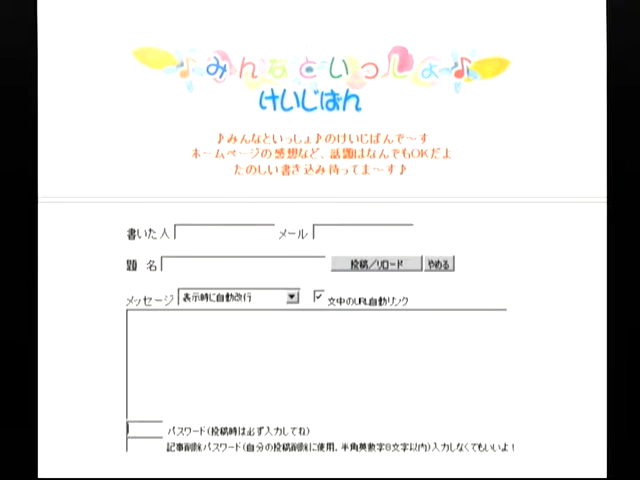 ♪みんなといっしょ♪
けいじばん
♪みんなといっしょ♪のけいじばんで〜す
ホームページの感想など、話題はなんでもOKだよ
たのしい書き込み待ってま〜す♪
書いた人 メール
題 名 投稿/リロード やめる
メッセージ 表示時に自動改行 文中のURL自動リンク
パスワード(投稿時は必ず入力してね)
記事削除パスワード(自分の投稿削除に使用、半角英数字8文字以内)入力しなくてもいいよ!